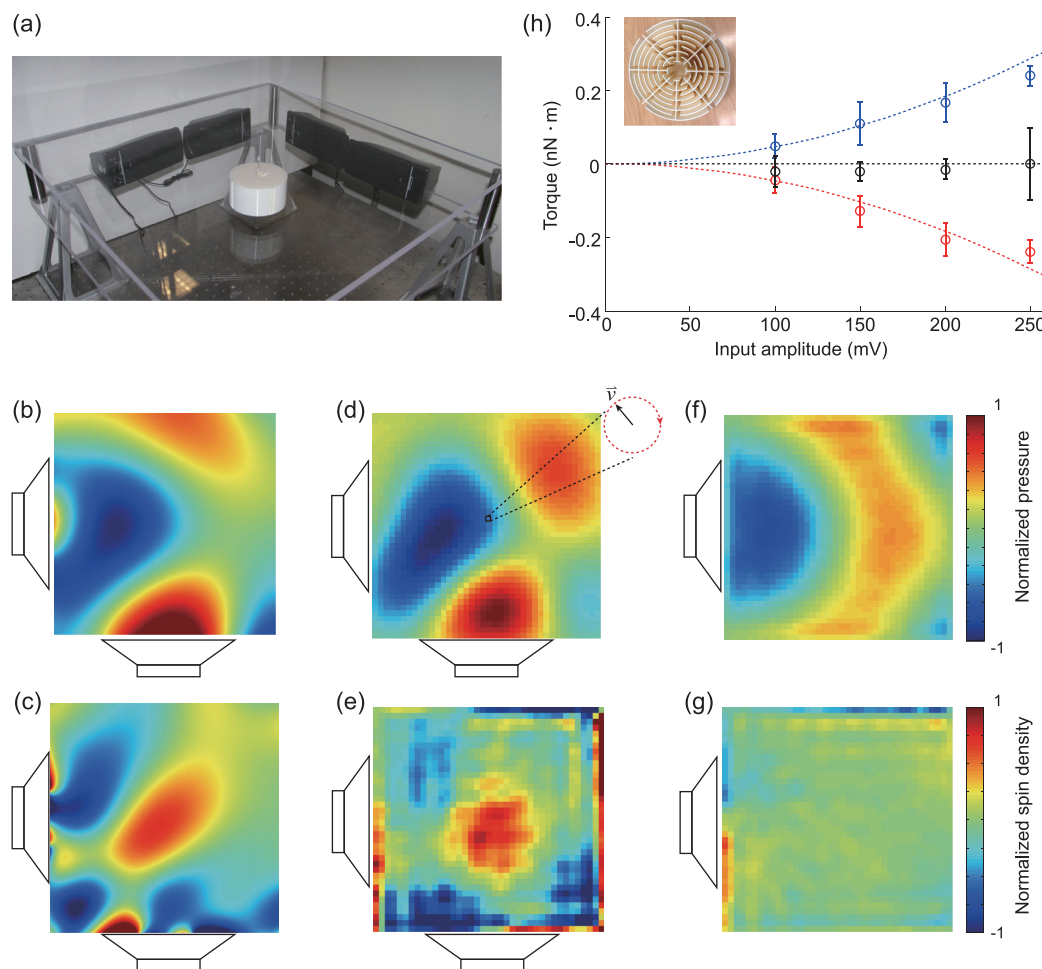 (a)
(h)
0.4
0.2
0
-0.2
-0.4
Torque (nN · m)
0
50
100
150
200
250
Input amplitude (mV)
(b)
(d)
v
(f)
1
Normalized pressure
-1
(c)
(e)
(g)
1
Normalized spin density
-1